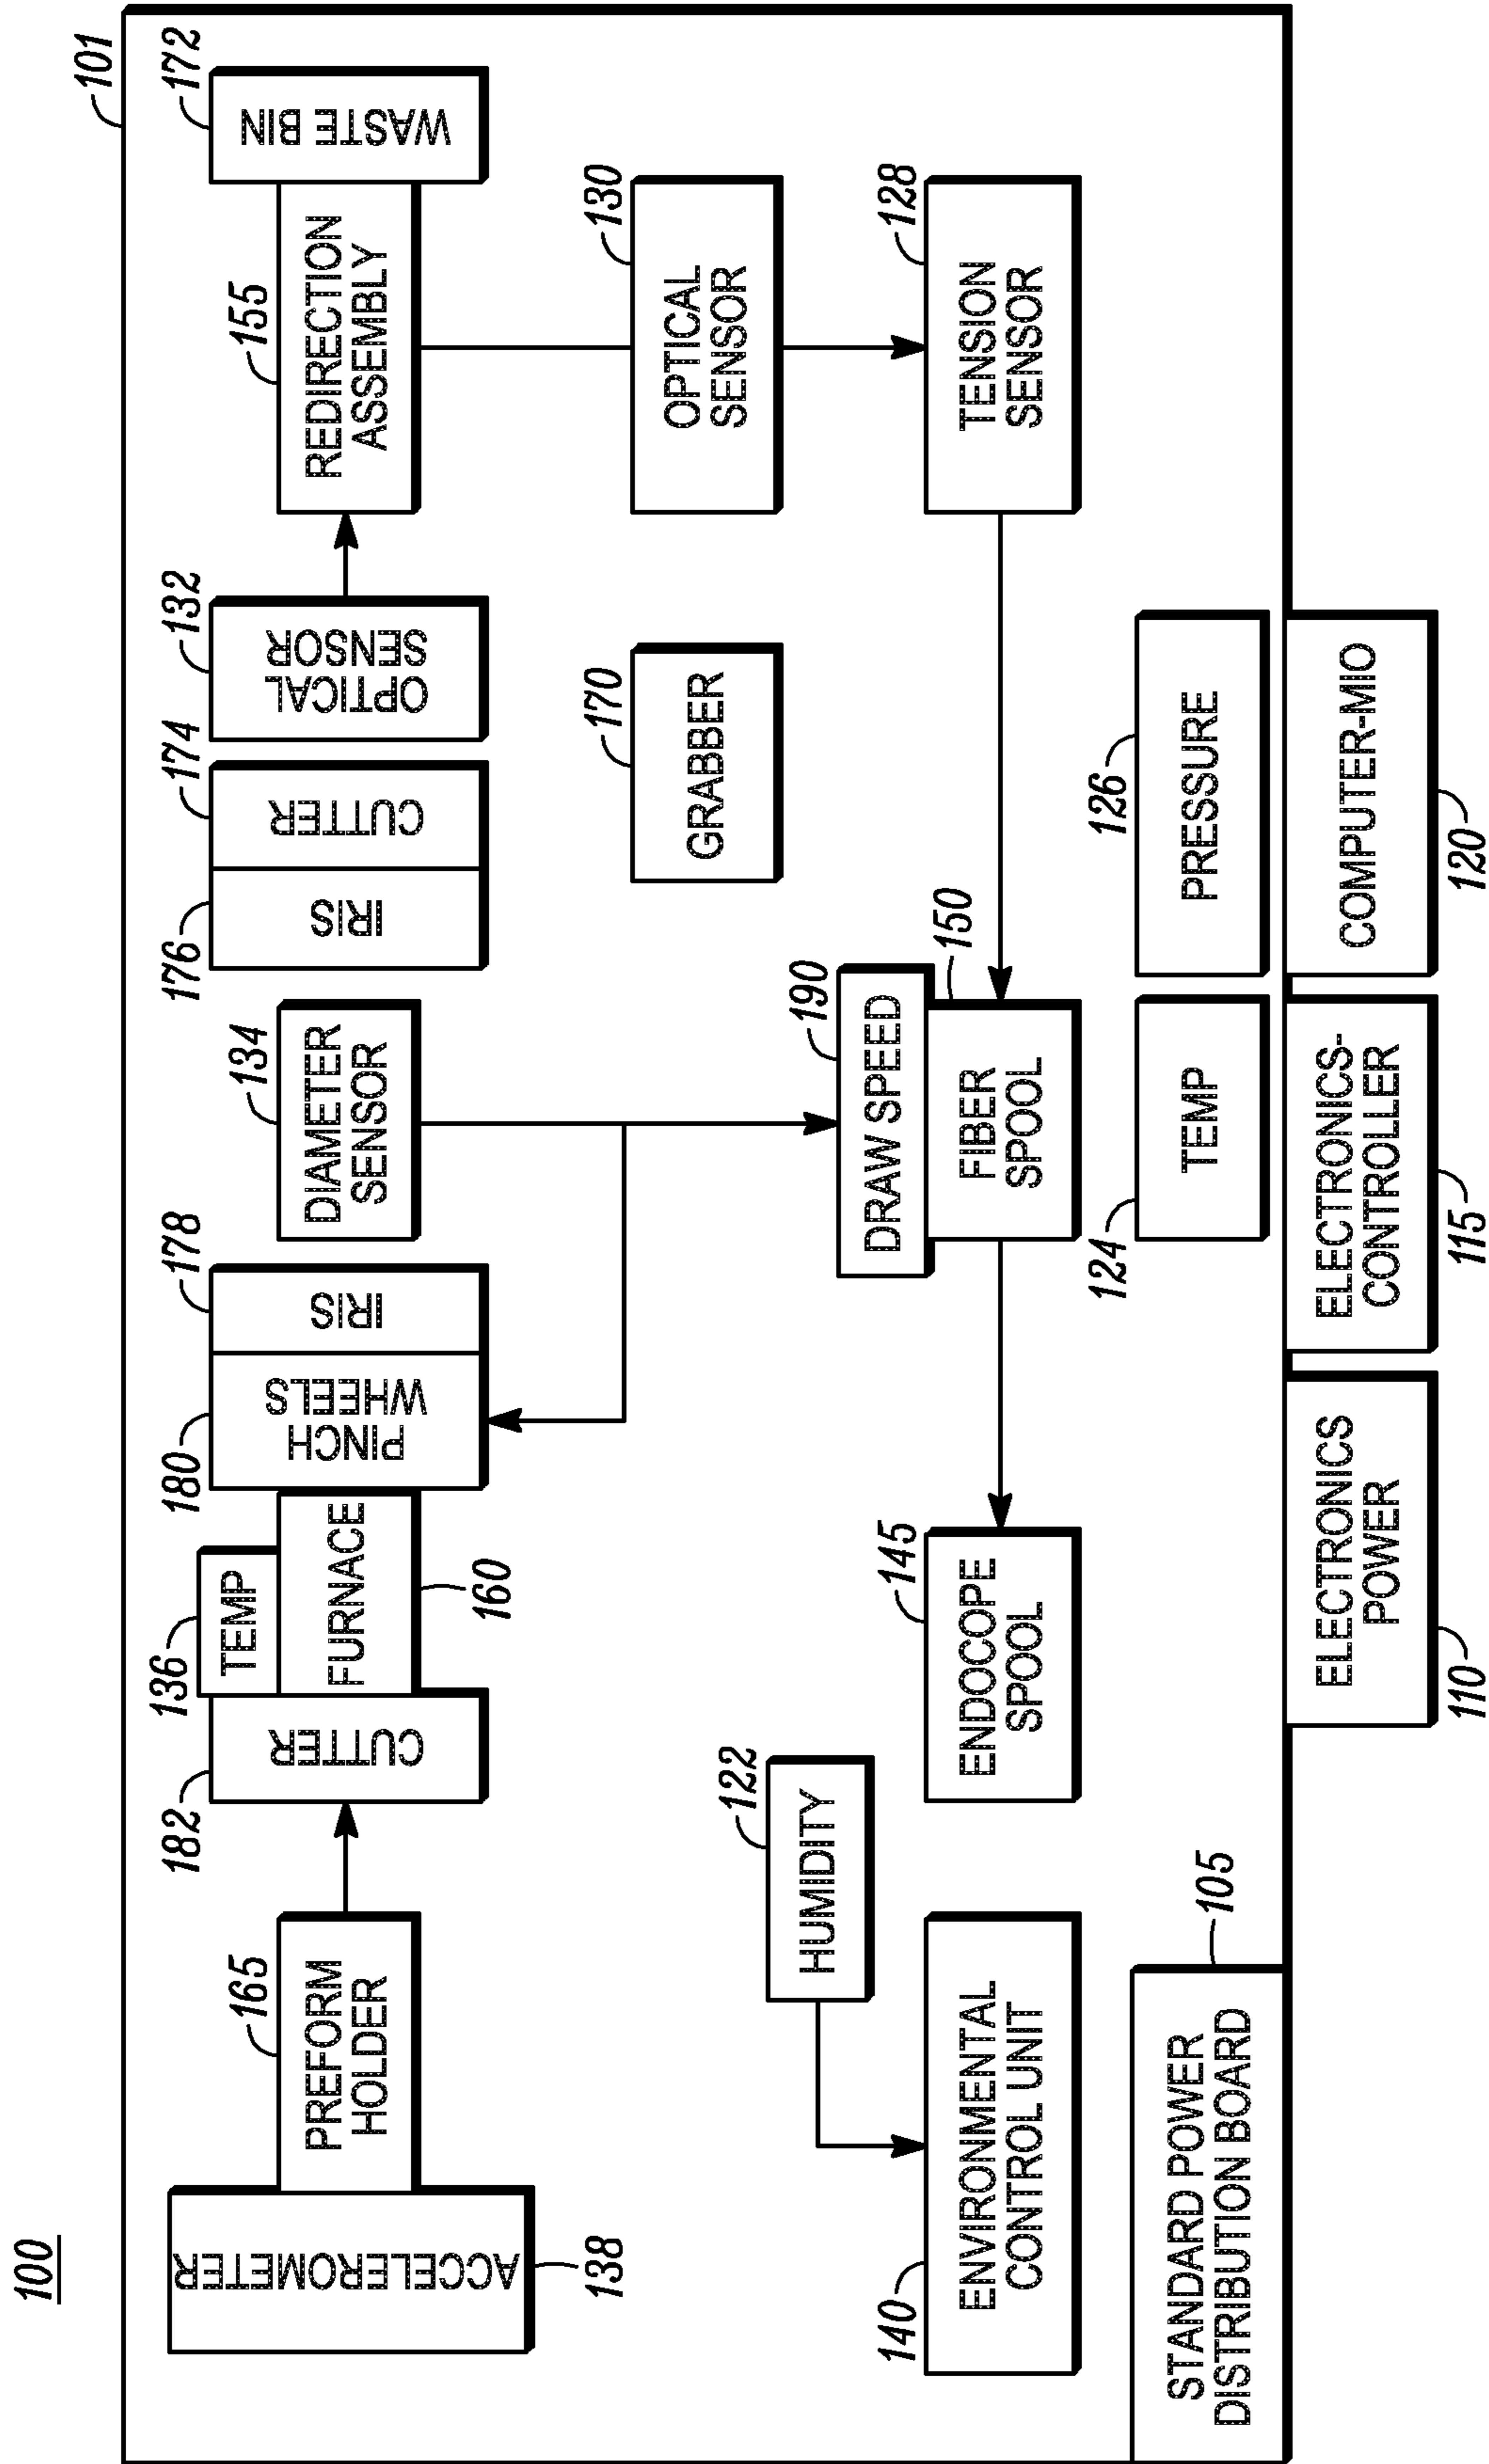 100
101
ACCELEROMETER
138
PREFORM
HOLDER
165
CUTTER
182
TEMP
136
FURNACE
160
PINCH
WHEELS
180
IRIS
178
DIAMETER
SENSOR
134
IRIS
176
CUTTER
174
OPTICAL
SENSOR
132
REDIRECTION
ASSEMBLY
155
WASTE BIN
172
GRABBER
170
OPTICAL
SENSOR
130
HUMIDITY
122
ENVIRONMENTAL
CONTROL UNIT
140
ENDOCOPE
SPOOL
145
DRAW SPEED
190
FIBER
SPOOL
150
TENSION
SENSOR
128
STANDARD POWER
DISTRIBUTION BOARD
105
TEMP
124
PRESSURE
126
ELECTRONICS
POWER
110
ELECTRONICS-
CONTROLLER
115
COMPUTER-MIO
120